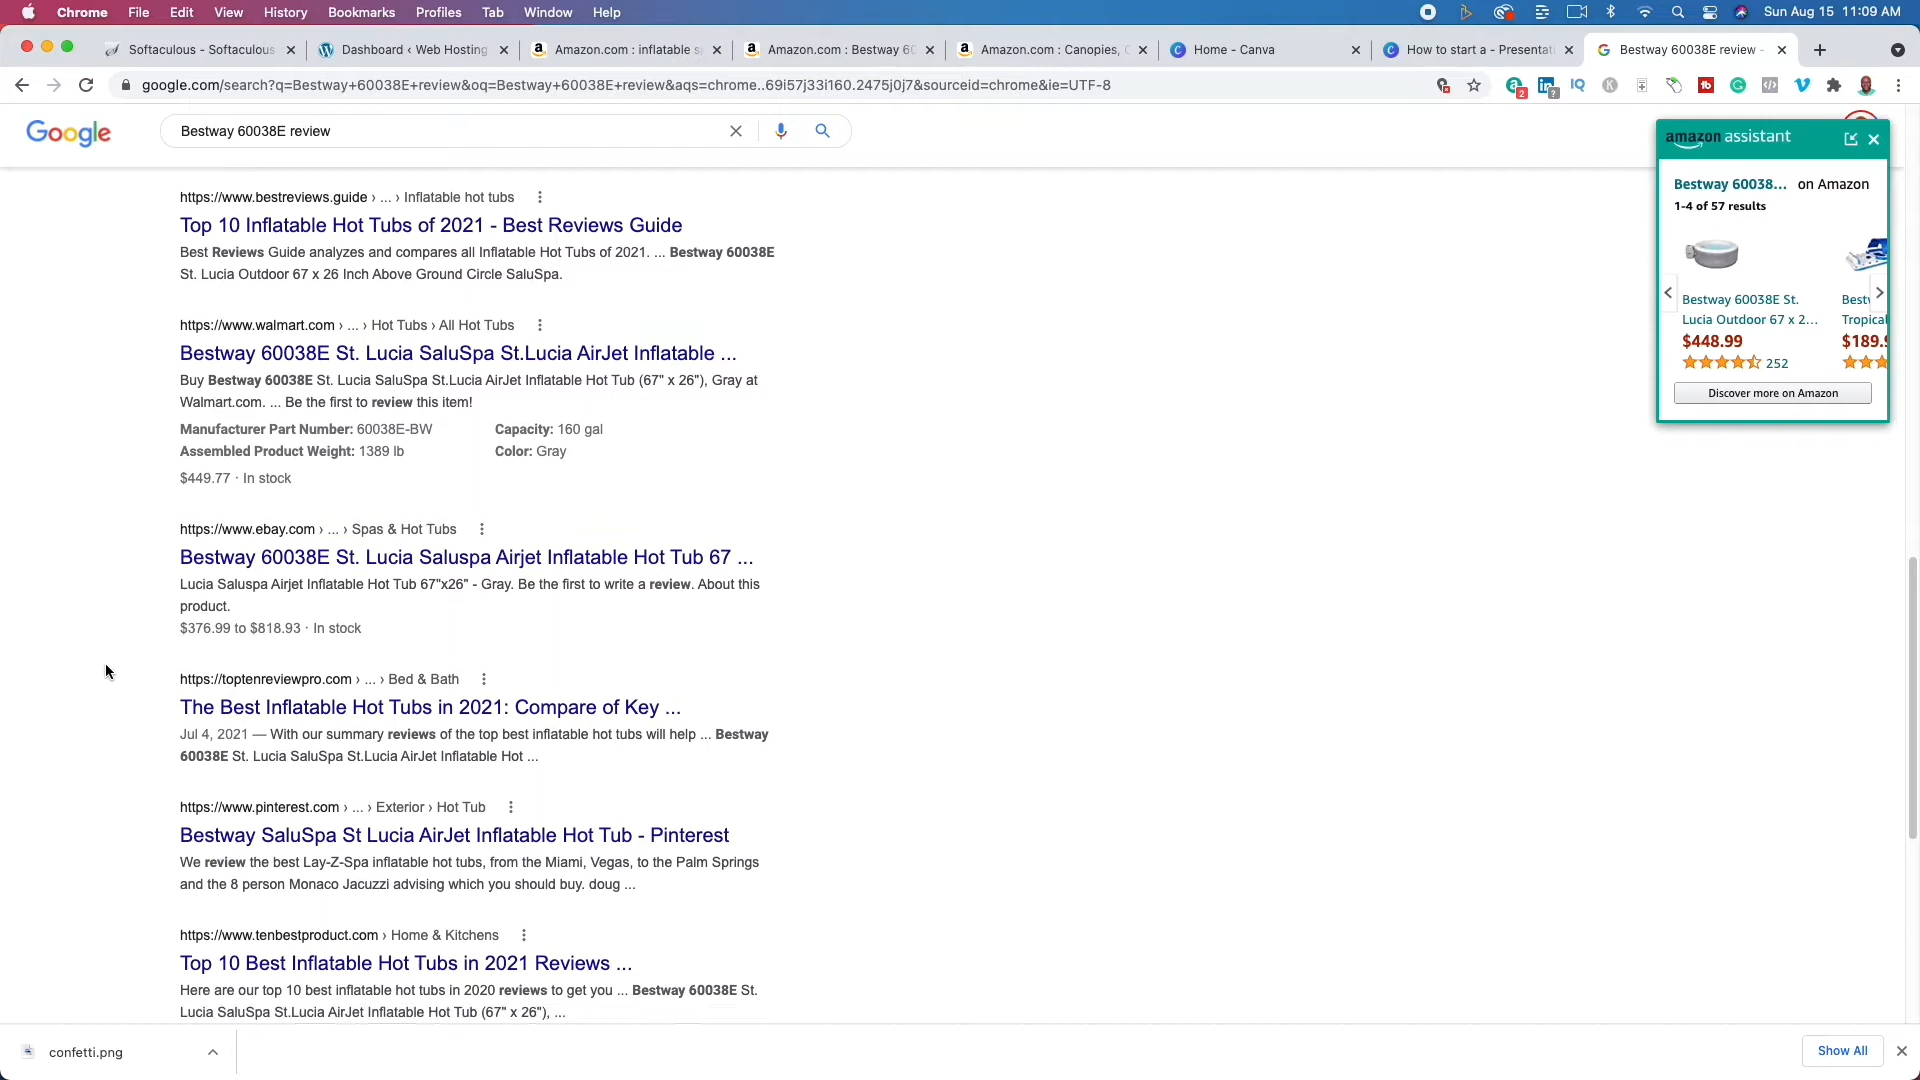 Chrome File Edit View History Bookmarks Profiles Tab Window Help Sun Aug 15 11:09 AM
Softaculous - Softaculous Dashboard ‹ Web Hosting Amazon.com : inflatable s Amazon.com : Bestway 60 Amazon.com : Canopies, C Home - Canva How to start a - Presentat Bestway 60038E review -
google.com/search?q=Bestway+60038E+review&oq=Bestway+60038E+review&aqs=chrome..69i57j33i160.2475j0j7&sourceid=chrome&ie=UTF-8
Google Bestway 60038E review
amazon assistant
Bestway 60038... on Amazon
1-4 of 57 results
Bestway 60038E St. Lucia Outdoor 67 x 2...
$448.99
252
Best
Tropical
$189.
Discover more on Amazon
https://www.bestreviews.guide › ... › Inflatable hot tubs
Top 10 Inflatable Hot Tubs of 2021 - Best Reviews Guide
Best Reviews Guide analyzes and compares all Inflatable Hot Tubs of 2021. ... Bestway 60038E
St. Lucia Outdoor 67 x 26 Inch Above Ground Circle SaluSpa.
https://www.walmart.com › ... › Hot Tubs › All Hot Tubs
Bestway 60038E St. Lucia SaluSpa St.Lucia AirJet Inflatable ...
Buy Bestway 60038E St. Lucia SaluSpa St.Lucia AirJet Inflatable Hot Tub (67" x 26"), Gray at
Walmart.com. ... Be the first to review this item!
Manufacturer Part Number: 60038E-BW Capacity: 160 gal
Assembled Product Weight: 1389 lb Color: Gray
$449.77 · In stock
https://www.ebay.com › ... › Spas & Hot Tubs
Bestway 60038E St. Lucia Saluspa Airjet Inflatable Hot Tub 67 ...
Lucia Saluspa Airjet Inflatable Hot Tub 67"x26" - Gray. Be the first to write a review. About this
product.
$376.99 to $818.93 · In stock
https://toptenreviewpro.com › ... › Bed & Bath
The Best Inflatable Hot Tubs in 2021: Compare of Key ...
Jul 4, 2021 — With our summary reviews of the top best inflatable hot tubs will help ... Bestway
60038E St. Lucia SaluSpa St.Lucia AirJet Inflatable Hot ...
https://www.pinterest.com › ... › Exterior › Hot Tub
Bestway SaluSpa St Lucia AirJet Inflatable Hot Tub - Pinterest
We review the best Lay-Z-Spa inflatable hot tubs, from the Miami, Vegas, to the Palm Springs
and the 8 person Monaco Jacuzzi advising which you should buy. doug ...
https://www.tenbestproduct.com › Home & Kitchens
Top 10 Best Inflatable Hot Tubs in 2021 Reviews ...
Here are our top 10 best inflatable hot tubs in 2020 reviews to get you ... Bestway 60038E St.
Lucia SaluSpa St.Lucia AirJet Inflatable Hot Tub (67" x 26"), ...
confetti.png Show All